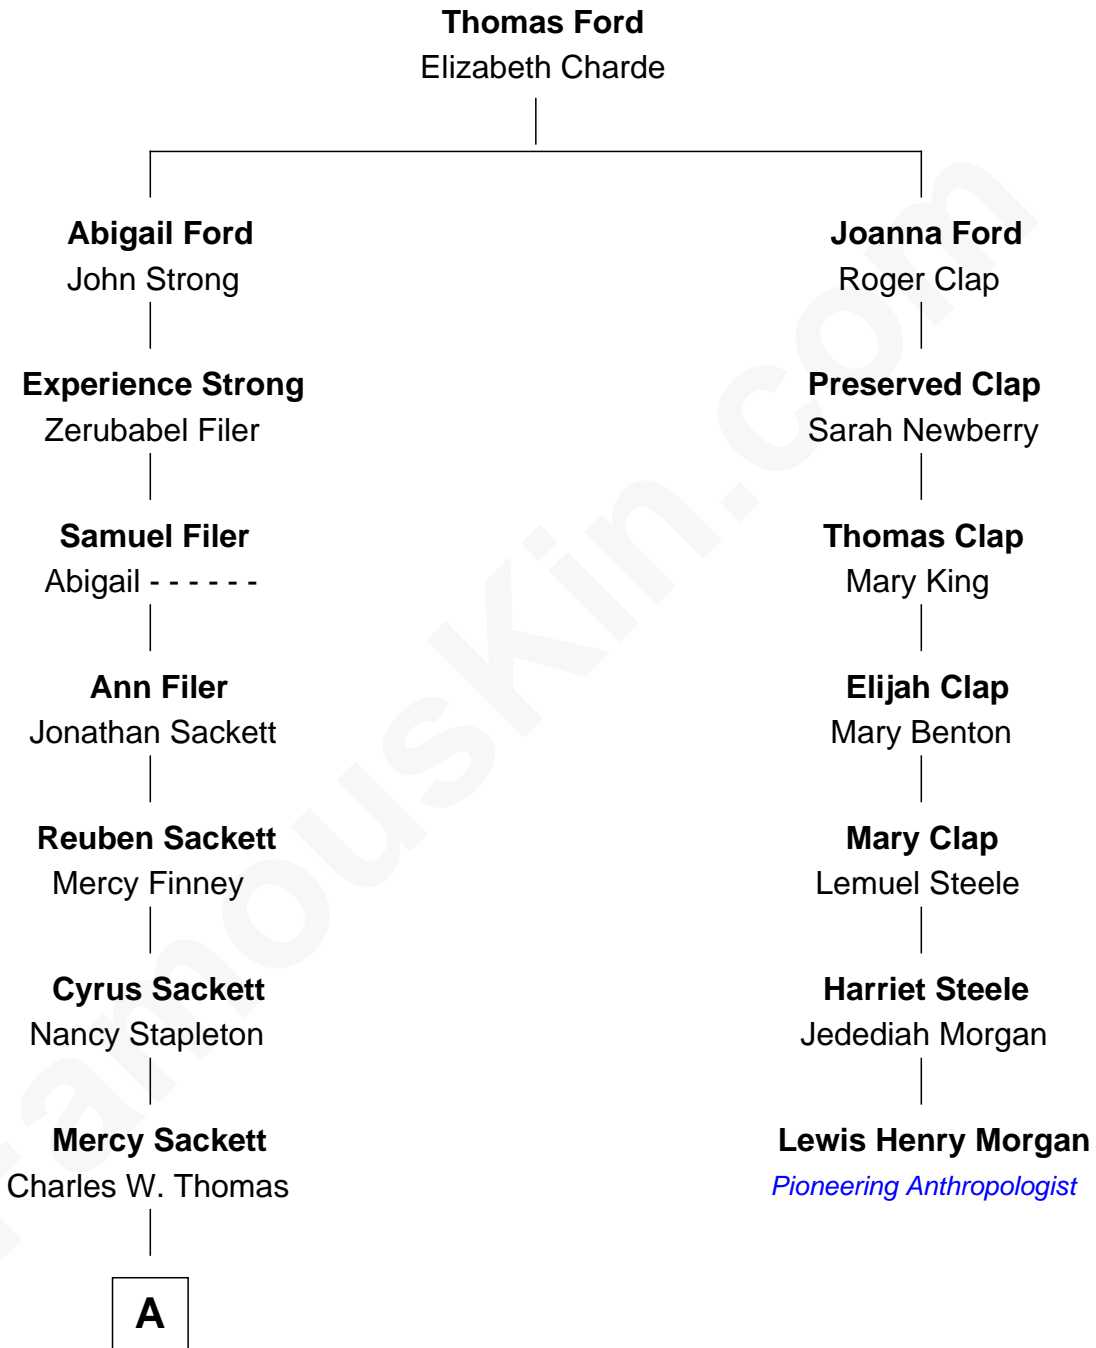 Thomas Ford
Elizabeth Charde
Abigail Ford
John Strong
Joanna Ford
Roger Clap
Experience Strong
Zerubabel Filer
Preserved Clap
Sarah Newberry
Samuel Filer
Abigail - - - - - -
Thomas Clap
Mary King
Ann Filer
Jonathan Sackett
Elijah Clap
Mary Benton
Reuben Sackett
Mercy Finney
Mary Clap
Lemuel Steele
Cyrus Sackett
Nancy Stapleton
Harriet Steele
Jedediah Morgan
Mercy Sackett
Charles W. Thomas
Lewis Henry Morgan
Pioneering Anthropologist
A
FamousKin.com